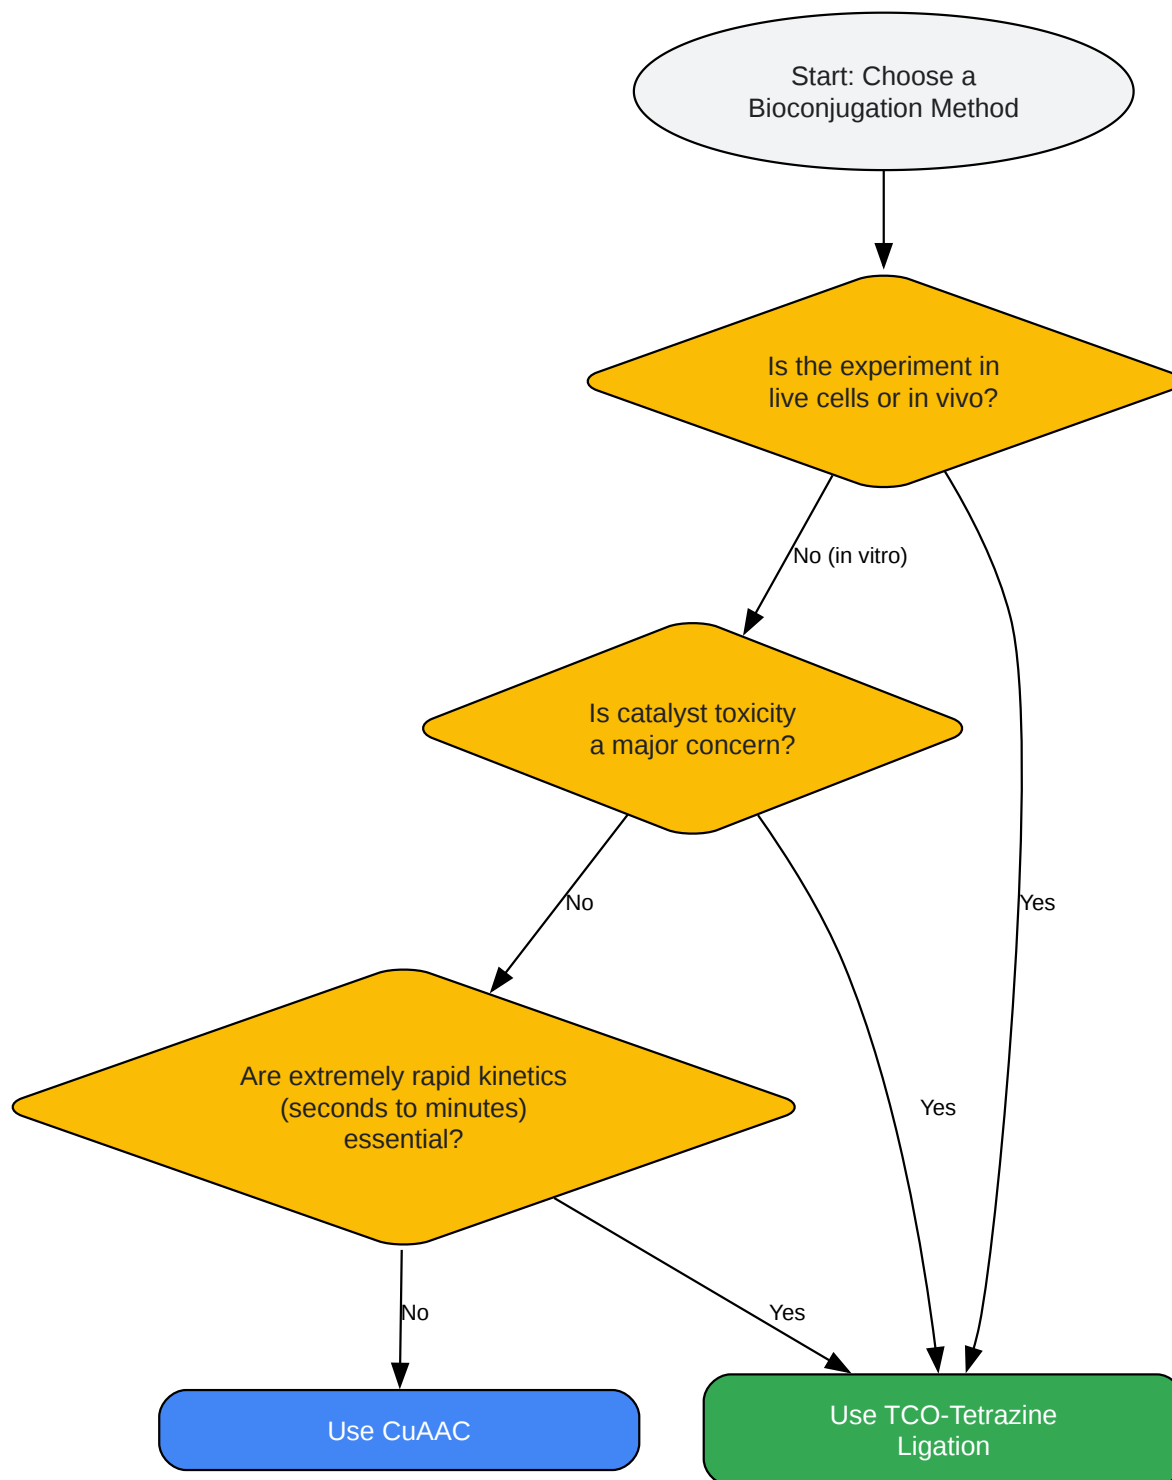 Start: Choose a
Bioconjugation Method
Is the experiment in
live cells or in vivo?
No (in vitro)
Is catalyst toxicity
a major concern?
No
Yes
Are extremely rapid kinetics
(seconds to minutes)
essential?
Yes
No
Yes
Use CuAAC
Use TCO-Tetrazine
Ligation